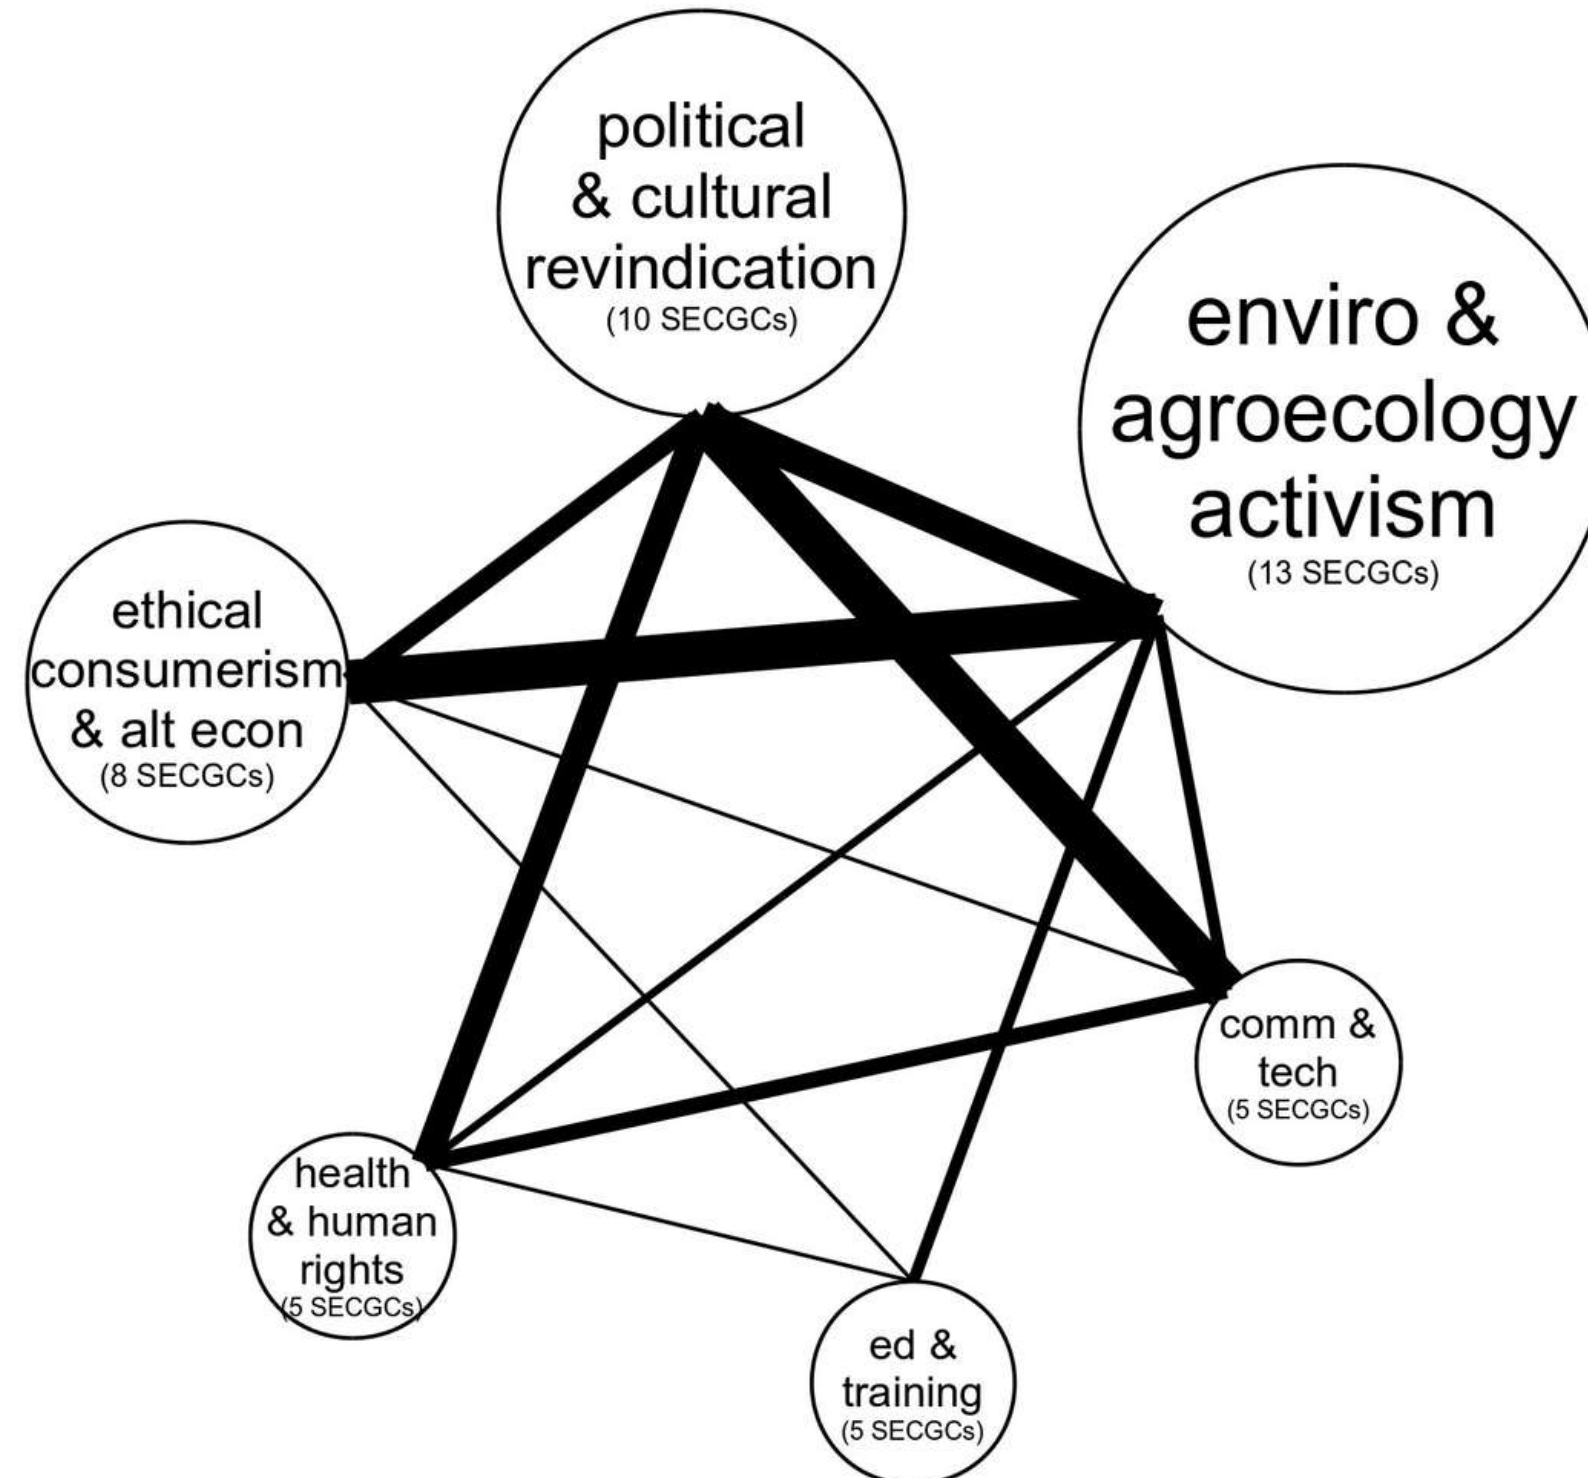 political
& cultural
revindication
(10 SECGCs)
enviro &
agroecology
activism
(13 SECGCs)
ethical
consumerism
& alt econ
(8 SECGCs)
comm &
tech
(5 SECGCs)
health
& human
rights
(5 SECGCs)
ed &
training
(5 SECGCs)